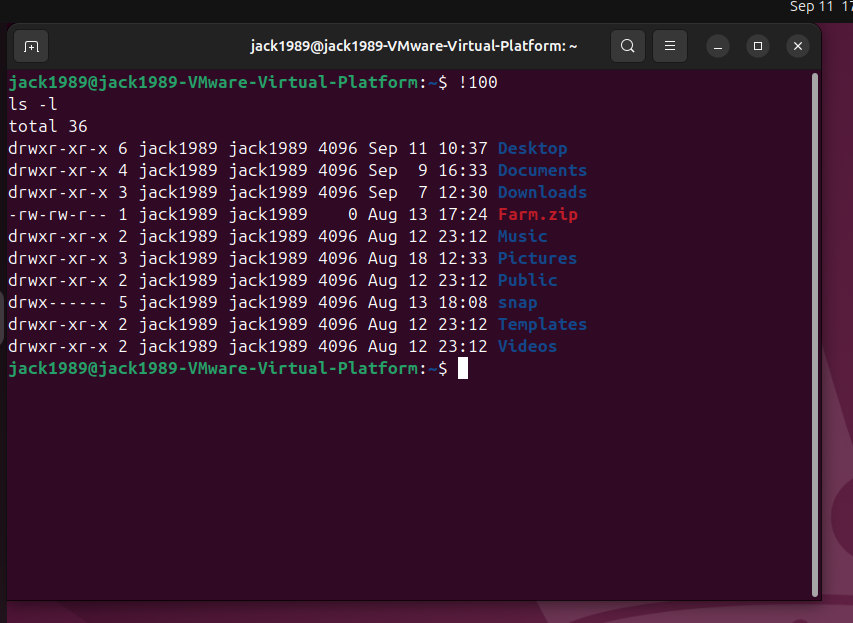 Sep 11
jack1989@jack1989-VMware-Virtual-Platform: ~
jack1989@jack1989-VMware-Virtual-Platform:~$ !100
ls -l
total 36
drwxr-xr-x 6 jack1989 jack1989 4096 Sep 11 10:37 Desktop
drwxr-xr-x 4 jack1989 jack1989 4096 Sep  9 16:33 Documents
drwxr-xr-x 3 jack1989 jack1989 4096 Sep  7 12:30 Downloads
-rw-rw-r-- 1 jack1989 jack1989    0 Aug 13 17:24 Farm.zip
drwxr-xr-x 2 jack1989 jack1989 4096 Aug 12 23:12 Music
drwxr-xr-x 3 jack1989 jack1989 4096 Aug 18 12:33 Pictures
drwxr-xr-x 2 jack1989 jack1989 4096 Aug 12 23:12 Public
drwx------ 5 jack1989 jack1989 4096 Aug 13 18:08 snap
drwxr-xr-x 2 jack1989 jack1989 4096 Aug 12 23:12 Templates
drwxr-xr-x 2 jack1989 jack1989 4096 Aug 12 23:12 Videos
jack1989@jack1989-VMware-Virtual-Platform:~$